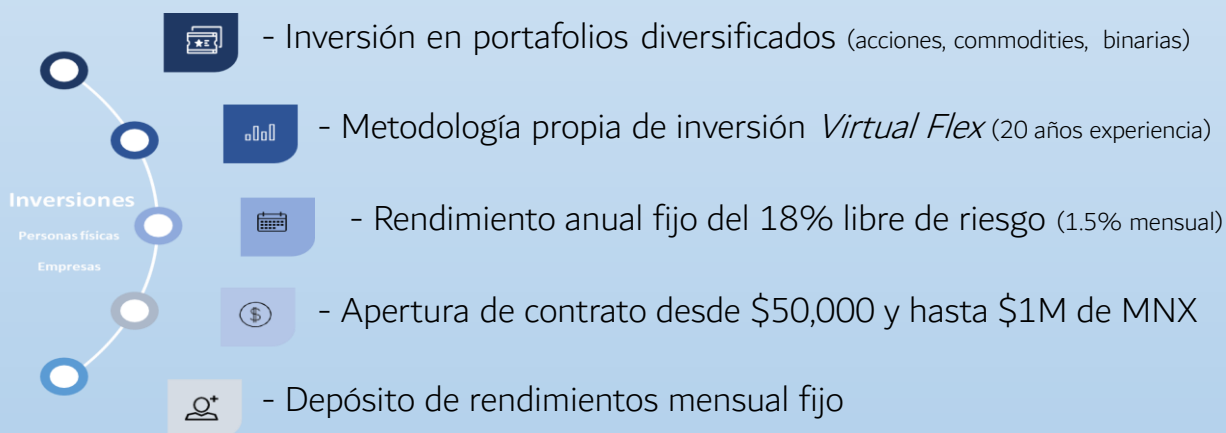 - Inversión en portafolios diversificados (acciones, commodities, binarias)
- Metodología propia de inversión Virtual Flex (20 años experiencia)
Inversiones
Personas físicas
Empresas
- Rendimiento anual fijo del 18% libre de riesgo (1.5% mensual)
- Apertura de contrato desde $50,000 y hasta $1M de MNX
- Depósito de rendimientos mensual fijo